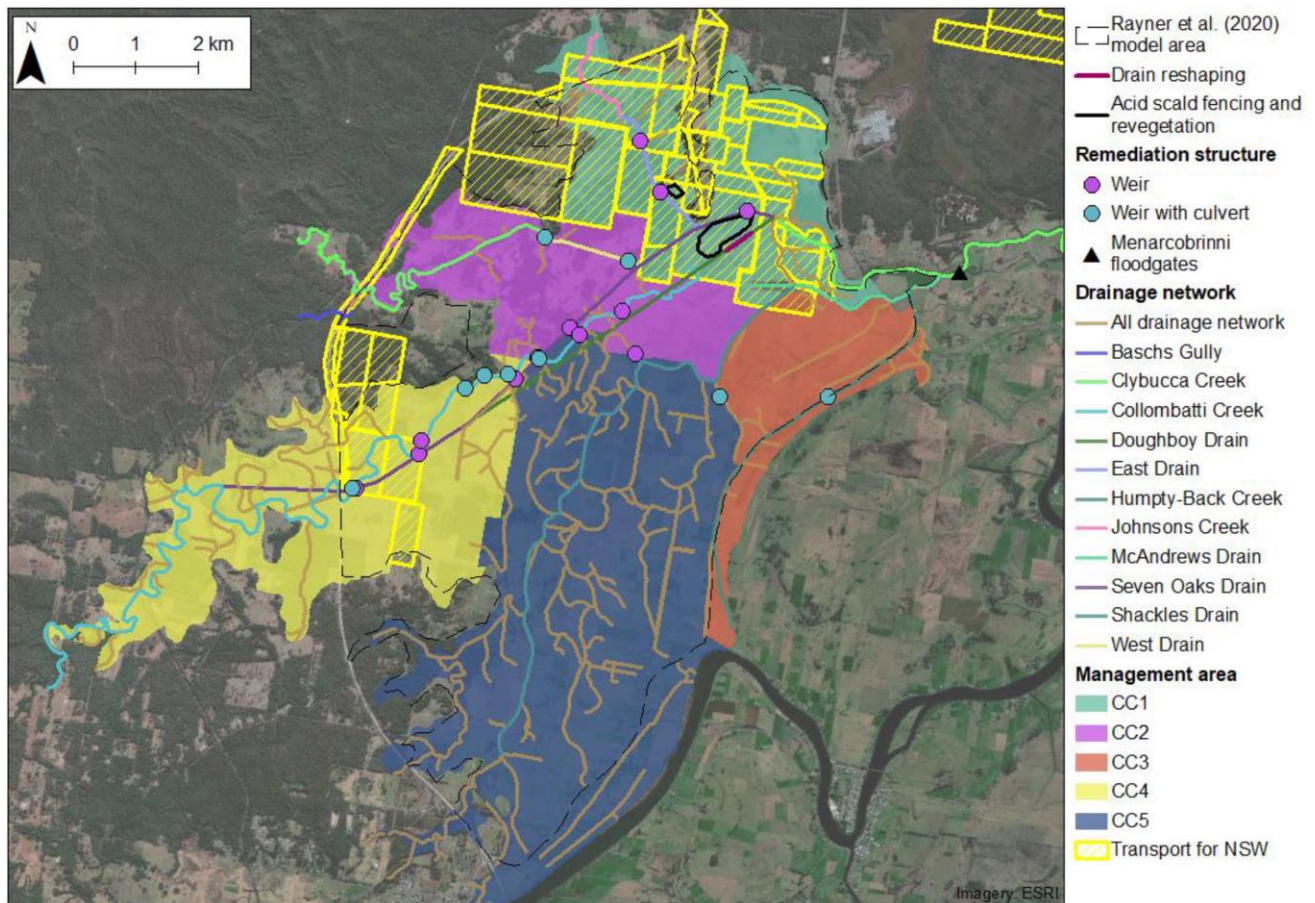 N
0 1 2 km
Imagery: ESRI
Rayner et al. (2020)
model area
Drain reshaping
Acid scald fencing and
revegetation
Remediation structure
Weir
Weir with culvert
Menarcobrinni
floodgates
Drainage network
All drainage network
Baschs Gully
Clybucca Creek
Collombatti Creek
Doughboy Drain
East Drain
Humpty-Back Creek
Johnsons Creek
McAndrews Drain
Seven Oaks Drain
Shackles Drain
West Drain
Management area
CC1
CC2
CC3
CC4
CC5
Transport for NSW